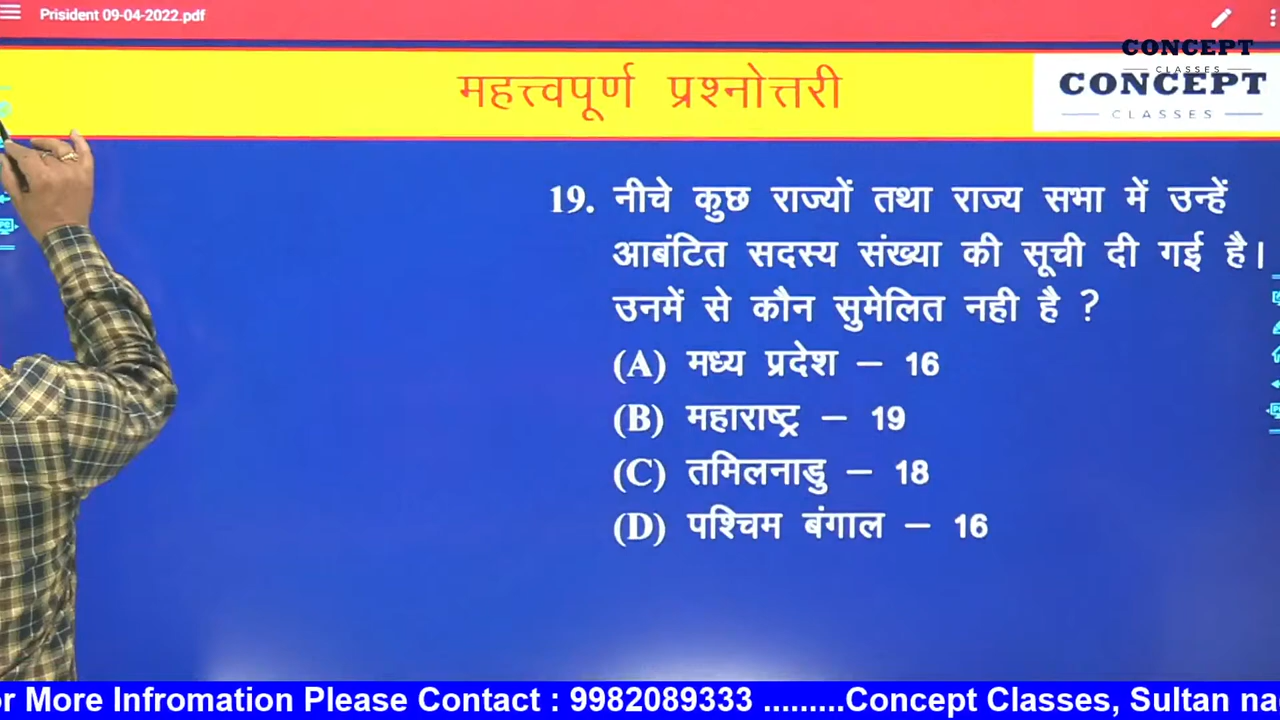 Prisident 09-04-2022.pdf
CONCEPT
CLASSES
महत्त्वपूर्ण प्रश्नोत्तरी
CONCEPT
CLASSES
19. नीचे कुछ राज्यों तथा राज्य सभा में उन्हें
आबंटित सदस्य संख्या की सूची दी गई है।
उनमें से कौन सुमेलित नही है ?
(A) मध्य प्रदेश – 16
(B) महाराष्ट्र – 19
(C) तमिलनाडु – 18
(D) पश्चिम बंगाल – 16
or More Infromation Please Contact : 9982089333 .........Concept Classes, Sultan na